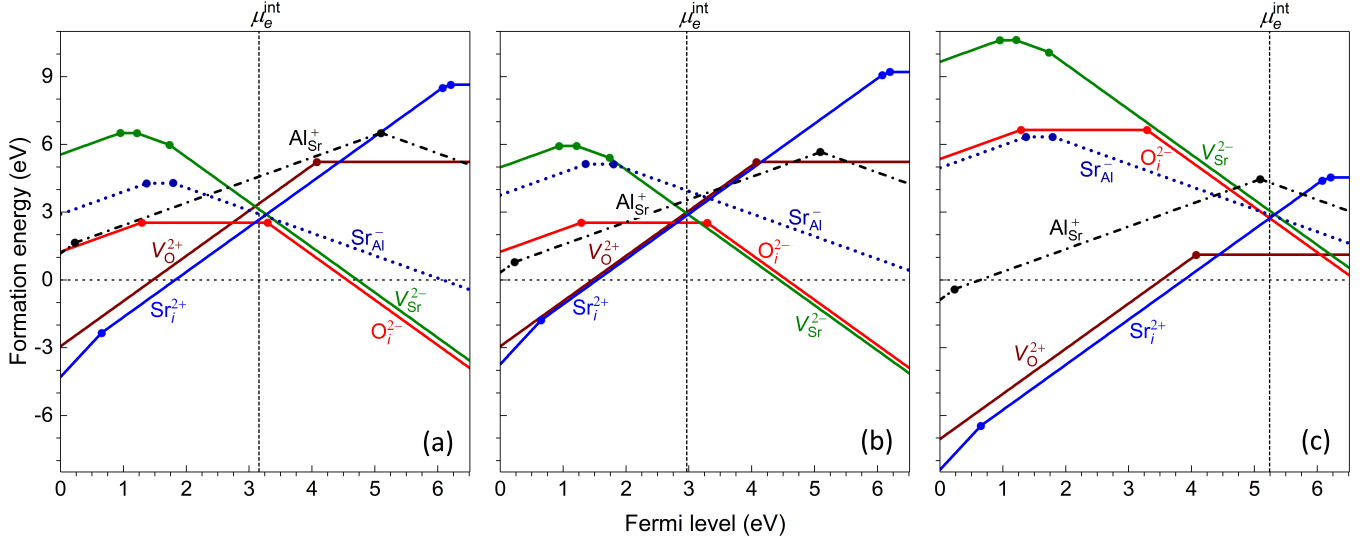 μ_e^int μ_e^int μ_e^int
Formation energy (eV)
9
6
3
0
-3
-6
Al_Sr^+
Sr_Al^−
V_O^2+
Sr_i^2+
V_Sr^2−
O_i^2−
(a)
0 1 2 3 4 5 6
Al_Sr^+
Sr_Al^−
V_O^2+
O_i^2−
Sr_i^2+
V_Sr^2−
(b)
0 1 2 3 4 5 6
V_Sr^2−
O_i^2−
Sr_Al^−
Al_Sr^+
V_O^2+
Sr_i^2+
(c)
0 1 2 3 4 5 6
Fermi level (eV)